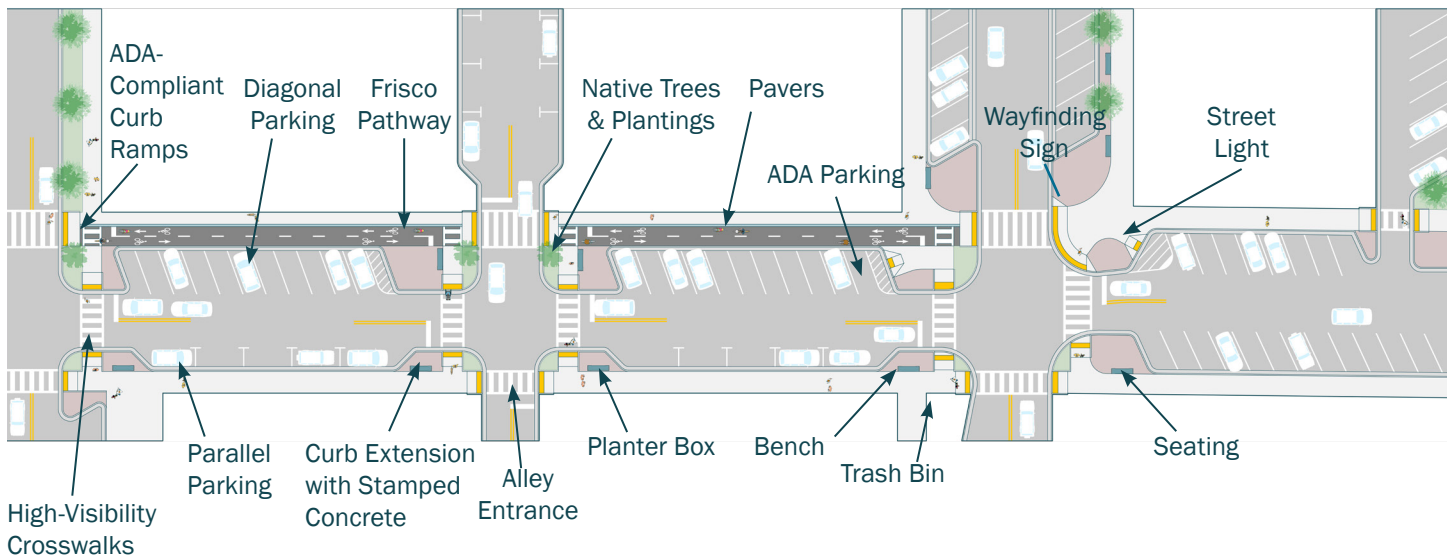 ADA-
Compliant
Curb
Ramps
Diagonal
Parking
Frisco
Pathway
Native Trees
& Plantings
Pavers
ADA Parking
Wayfinding
Sign
Street
Light
High-Visibility
Crosswalks
Parallel
Parking
Curb Extension
with Stamped
Concrete
Alley
Entrance
Planter Box
Bench
Trash Bin
Seating